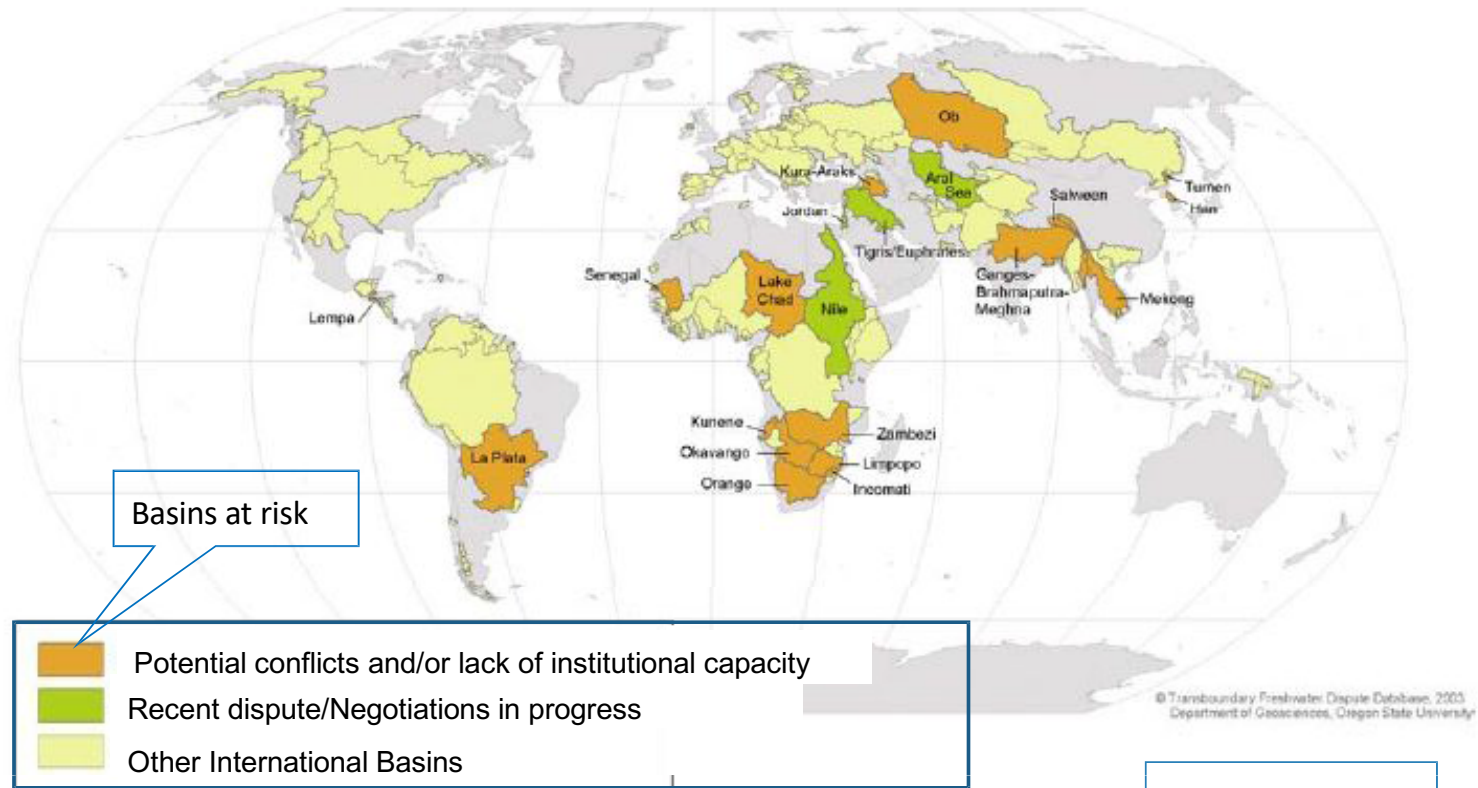 Ob
Kura-Araks
Aral
Sea
Tumen
Salween
Han
Jordan
Tigris/Euphrates
Senegal
Lake
Chad
Nile
Ganges-
Brahmaputra-
Meghna
Mekong
Lempa
Kunene
Zambezi
La Plata
Okavango
Limpopo
Orange
Incomati
Basins at risk
Potential conflicts and/or lack of institutional capacity
Recent dispute/Negotiations in progress
Other International Basins
© Transboundary Freshwater Dispute Database, 2003
Department of Geosciences, Oregon State University